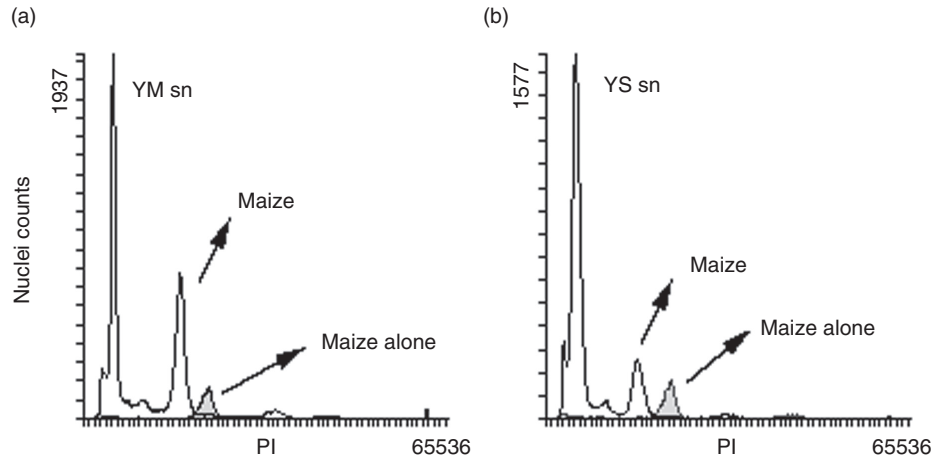 (a)
(b)
1937
YM sn
Maize
Maize alone
Nuclei counts
PI
65536
1577
YS sn
Maize
Maize alone
PI
65536